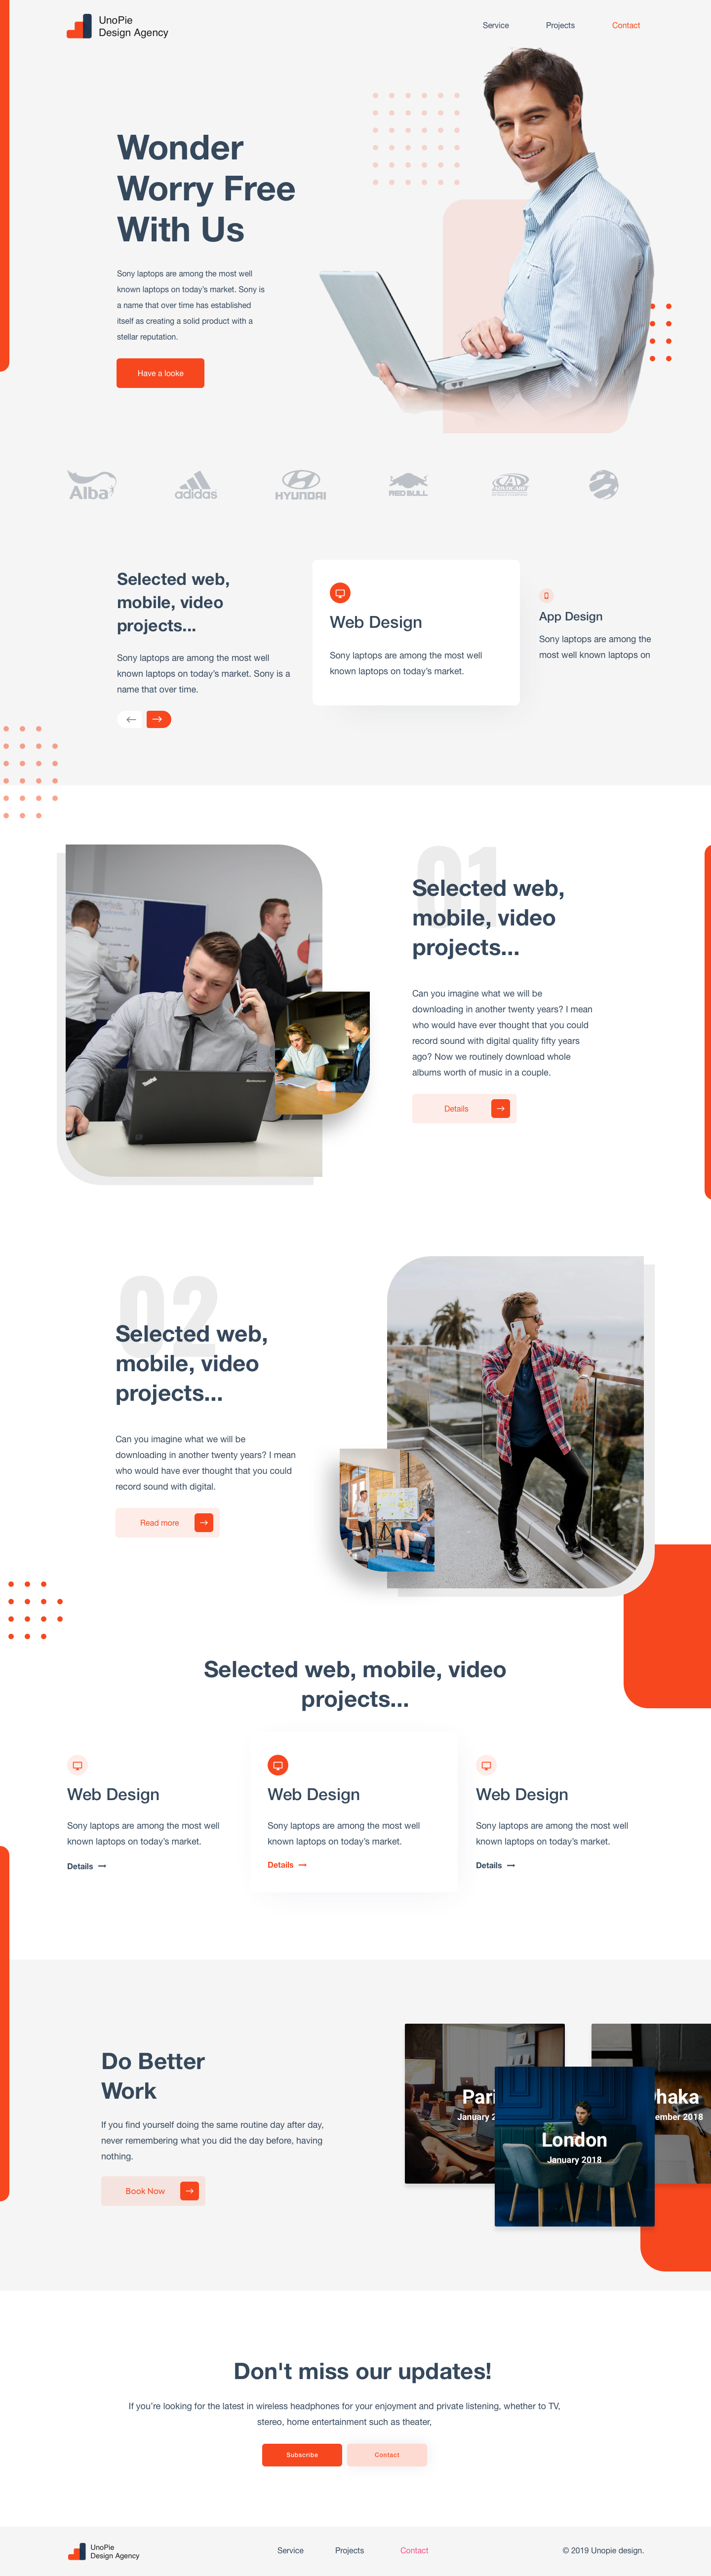 UnoPie
Design Agency
Service
Projects
Contact
Wonder
Worry Free
With Us
Sony laptops are among the most well
known laptops on today's market. Sony is
a name that over time has established
itself as creating a solid product with a
stellar reputation.
Have a looke
Alba
adidas
HYUNDAI
RED BULL
Selected web,
mobile, video
projects...
Sony laptops are among the most well
known laptops on today's market. Sony is a
name that over time.
Web Design
Sony laptops are among the most well
known laptops on today's market.
App Design
Sony laptops are among the
most well known laptops on
01
Selected web,
mobile, video
projects...
Can you imagine what we will be
downloading in another twenty years? I mean
who would have ever thought that you could
record sound with digital quality fifty years
ago? Now we routinely download whole
albums worth of music in a couple.
Details
ThinkPad
02
Selected web,
mobile, video
projects...
Can you imagine what we will be
downloading in another twenty years? I mean
who would have ever thought that you could
record sound with digital.
Read more
Selected web, mobile, video
projects...
Web Design
Sony laptops are among the most well
known laptops on today's market.
Details
Web Design
Sony laptops are among the most well
known laptops on today's market.
Details
Web Design
Sony laptops are among the most well
known laptops on today's market.
Details
Do Better
Work
If you find yourself doing the same routine day after day,
never remembering what you did the day before, having
nothing.
Book Now
Pari
January 2
London
January 2018
haka
ember 2018
Don't miss our updates!
If you're looking for the latest in wireless headphones for your enjoyment and private listening, whether to TV,
stereo, home entertainment such as theater,
Subscribe
Contact
UnoPie
Design Agency
Service
Projects
Contact
© 2019 Unopie design.